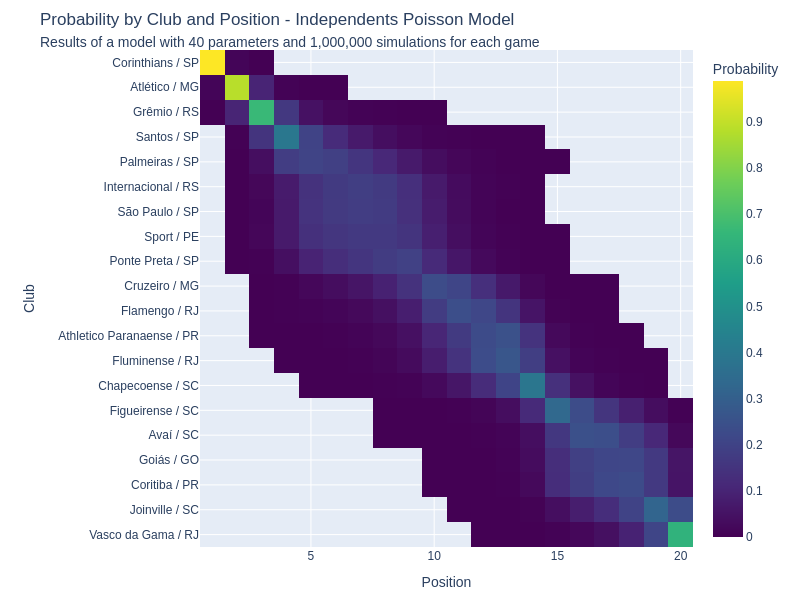 Probability by Club and Position - Independents Poisson Model
Results of a model with 40 parameters and 1,000,000 simulations for each game
Probability
Corinthians / SP
Atlético / MG
Grêmio / RS
Santos / SP
Palmeiras / SP
Internacional / RS
São Paulo / SP
Sport / PE
Ponte Preta / SP
Cruzeiro / MG
Flamengo / RJ
Athletico Paranaense / PR
Fluminense / RJ
Chapecoense / SC
Figueirense / SC
Avaí / SC
Goiás / GO
Coritiba / PR
Joinville / SC
Vasco da Gama / RJ
Club
5
10
15
20
Position
0.9
0.8
0.7
0.6
0.5
0.4
0.3
0.2
0.1
0